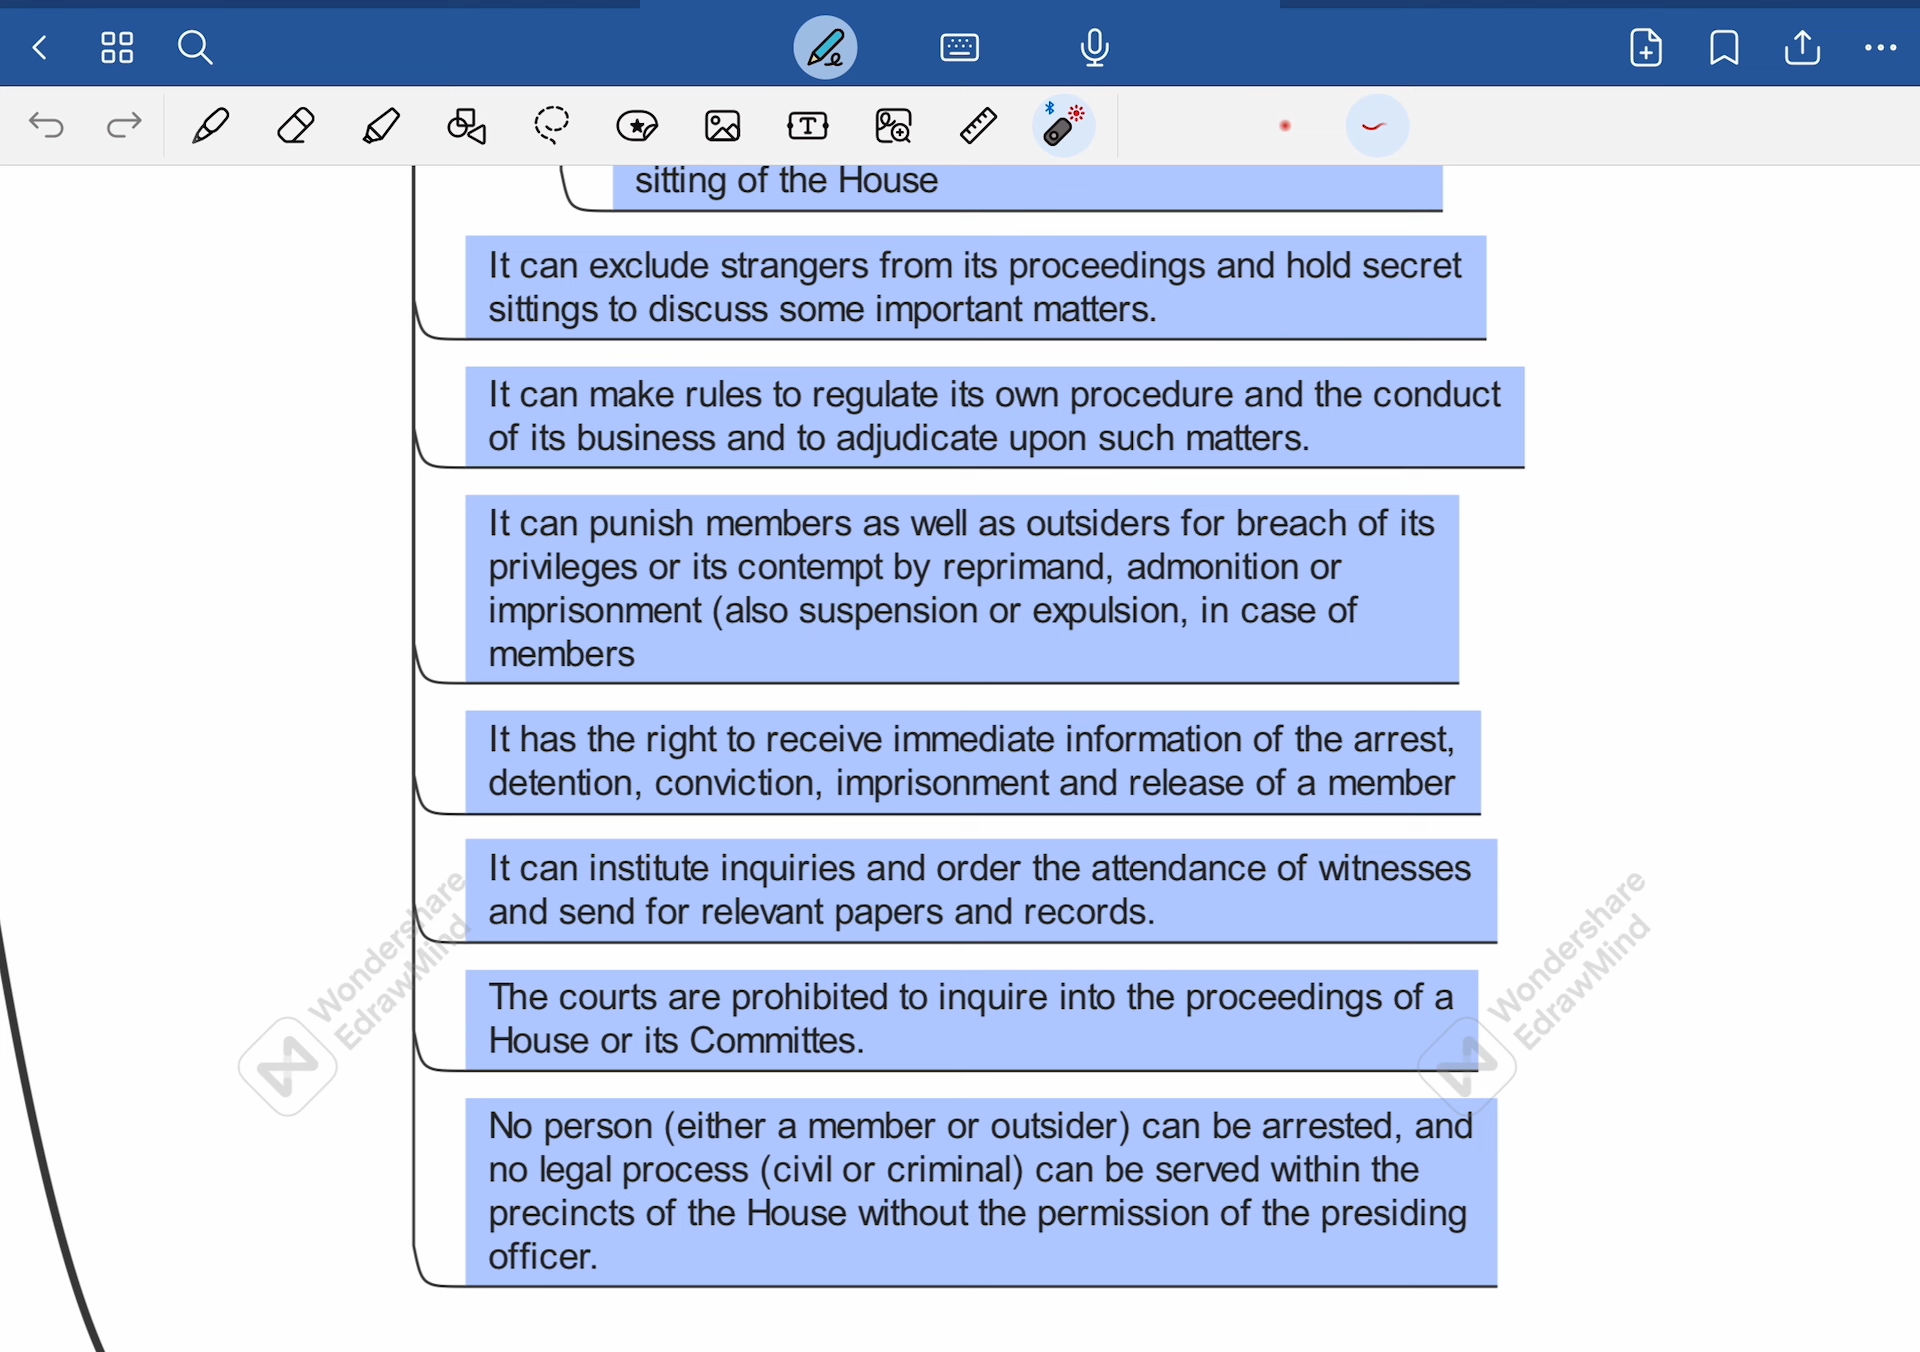 sitting of the House
It can exclude strangers from its proceedings and hold secret
sittings to discuss some important matters.
It can make rules to regulate its own procedure and the conduct
of its business and to adjudicate upon such matters.
It can punish members as well as outsiders for breach of its
privileges or its contempt by reprimand, admonition or
imprisonment (also suspension or expulsion, in case of
members
It has the right to receive immediate information of the arrest,
detention, conviction, imprisonment and release of a member
It can institute inquiries and order the attendance of witnesses
and send for relevant papers and records.
The courts are prohibited to inquire into the proceedings of a
House or its Committes.
No person (either a member or outsider) can be arrested, and
no legal process (civil or criminal) can be served within the
precincts of the House without the permission of the presiding
officer.
Wondershare
EdrawMind
Wondershare
EdrawMind